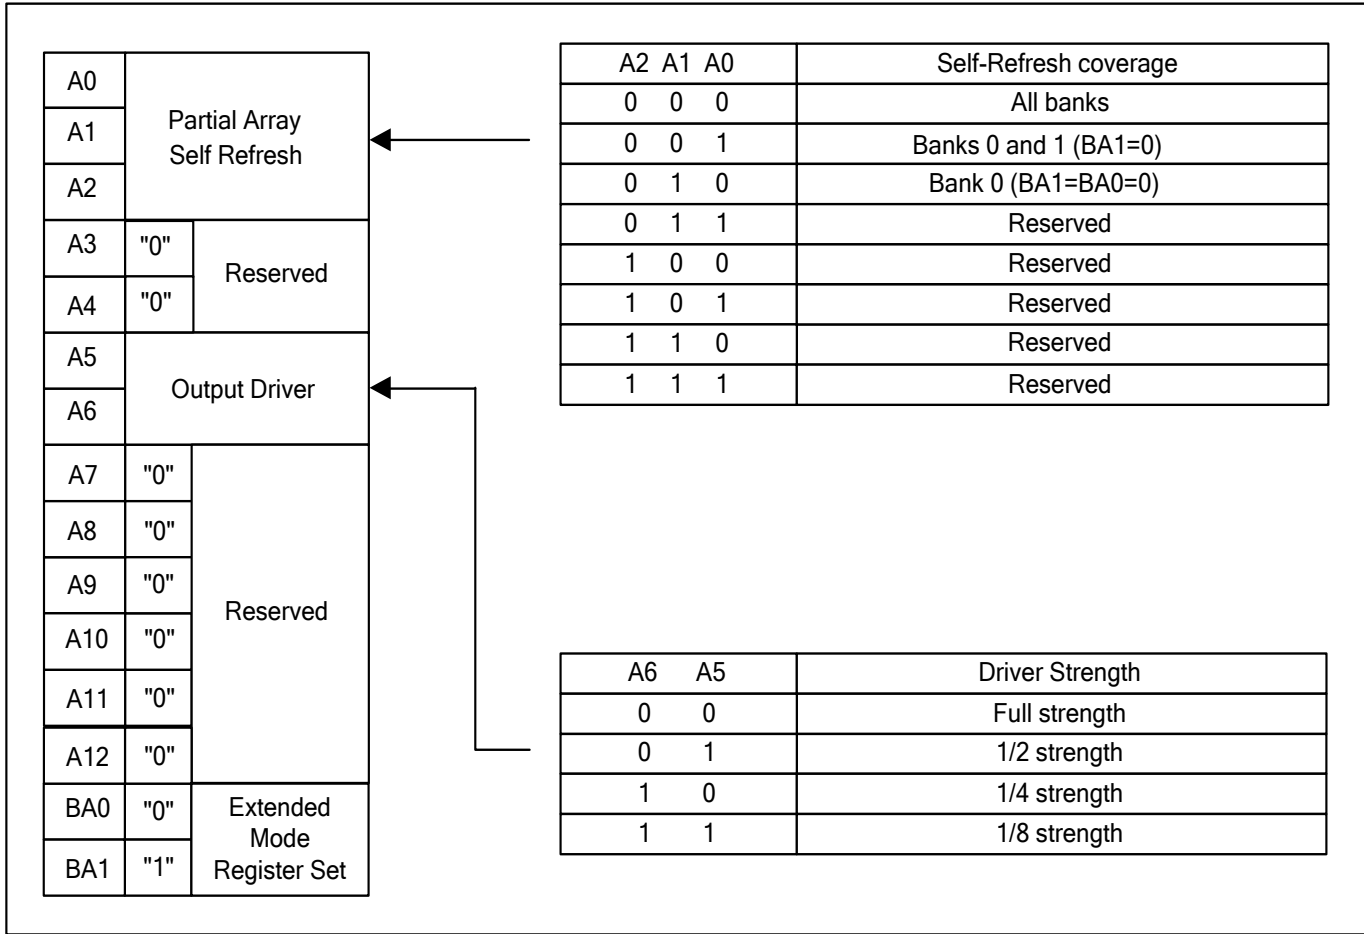 A0
A1
A2
Partial Array
Self Refresh
A3 "0"
A4 "0"
Reserved
A5
A6
Output Driver
A7 "0"
A8 "0"
A9 "0"
A10 "0"
A11 "0"
A12 "0"
Reserved
BA0 "0"
BA1 "1"
Extended
Mode
Register Set
A2 A1 A0 Self-Refresh coverage
0 0 0 All banks
0 0 1 Banks 0 and 1 (BA1=0)
0 1 0 Bank 0 (BA1=BA0=0)
0 1 1 Reserved
1 0 0 Reserved
1 0 1 Reserved
1 1 0 Reserved
1 1 1 Reserved
A6 A5 Driver Strength
0 0 Full strength
0 1 1/2 strength
1 0 1/4 strength
1 1 1/8 strength